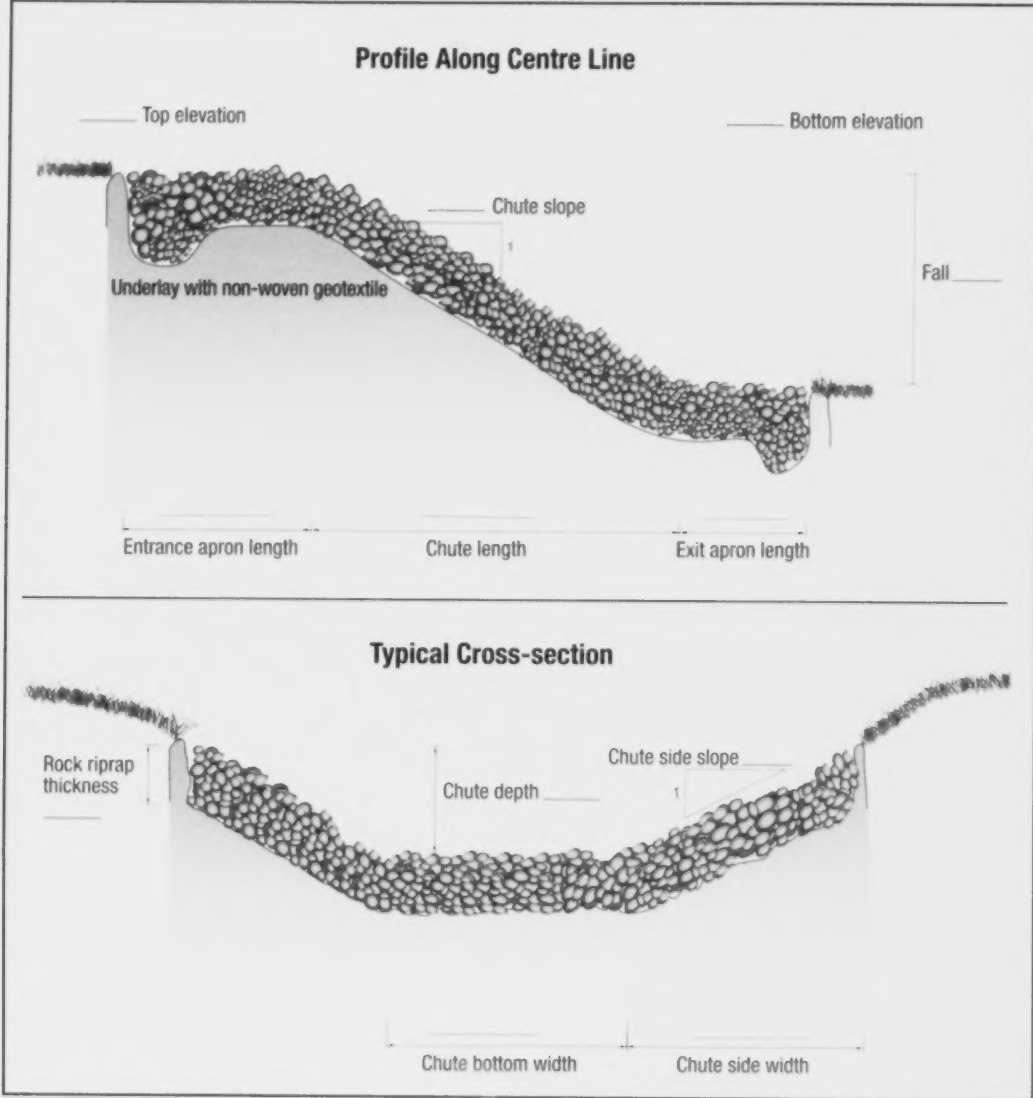 Profile Along Centre Line
Top elevation
Bottom elevation
Chute slope
1
Fall
Underlay with non-woven geotextile
Entrance apron length
Chute length
Exit apron length
Typical Cross-section
Rock riprap
thickness
Chute depth
Chute side slope
1
Chute bottom width
Chute side width